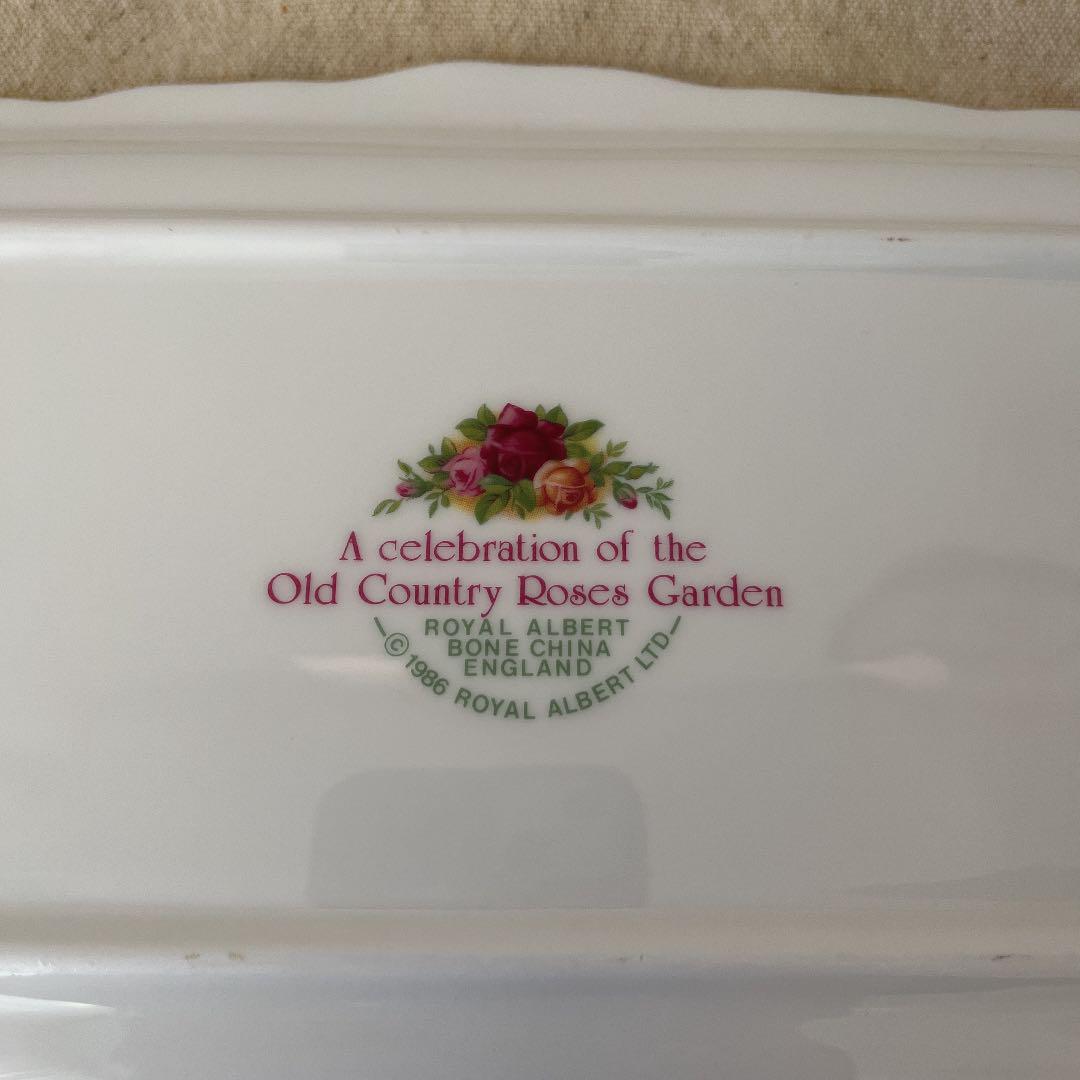 A celebration of the
Old Country Roses Garden
ROYAL ALBERT
BONE CHINA
ENGLAND
© 1986 ROYAL ALBERT LTD